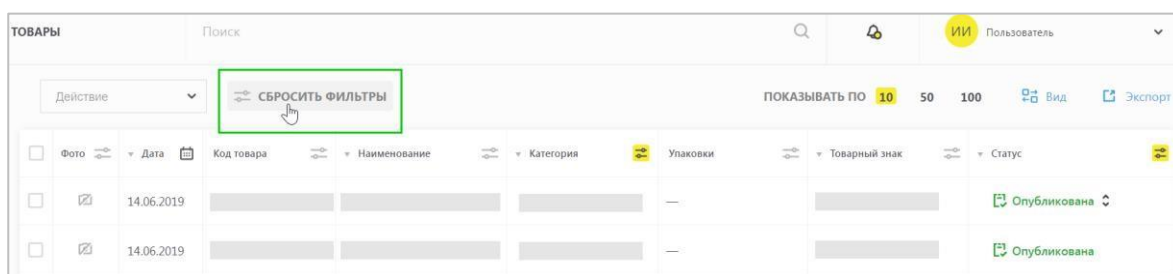 ТОВАРЫ Поиск ИИ Пользователь
Действие СБРОСИТЬ ФИЛЬТРЫ ПОКАЗЫВАТЬ ПО 10 50 100 Вид Экспорт
Фото Дата Код товара Наименование Категория Упаковки Товарный знак Статус
14.06.2019 — Опубликована
14.06.2019 — Опубликована